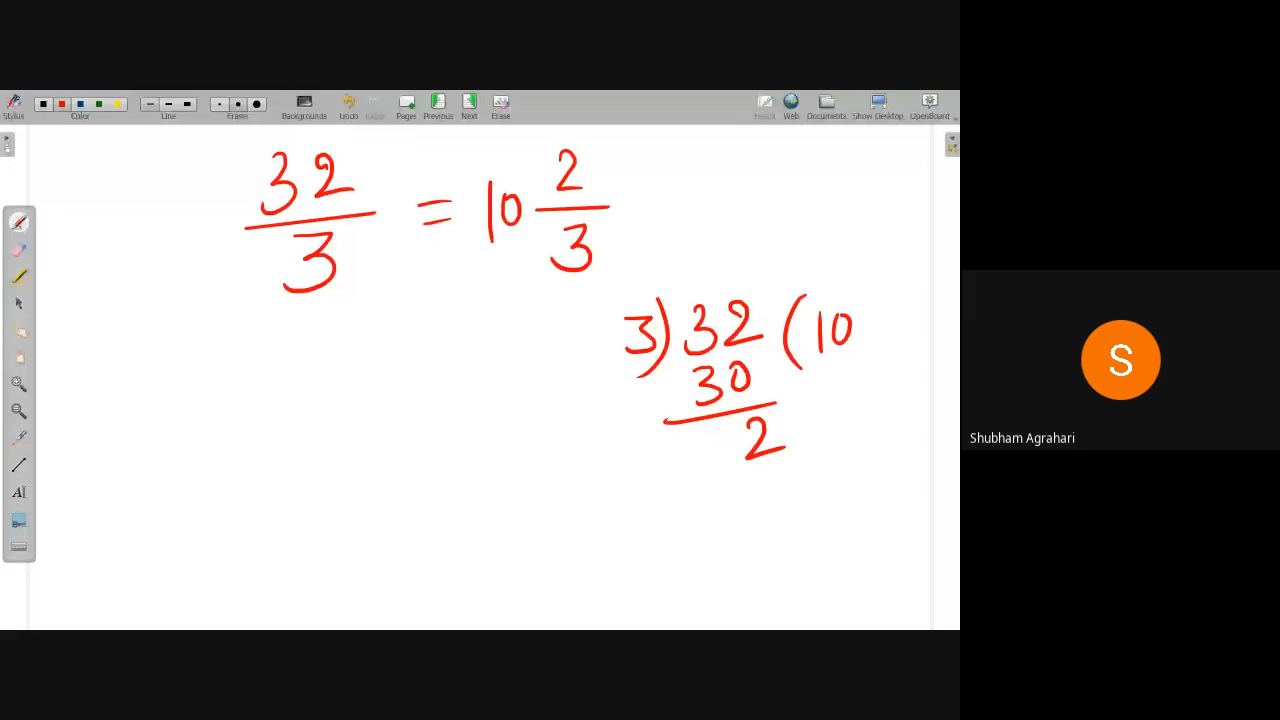 Stylus Color Line Eraser Backgrounds Undo Pages Previous Next Erase Web Documents Show Desktop OpenBoard
32/3 = 10 2/3
3) 32 (10
30
2
AI
S
Shubham Agrahari